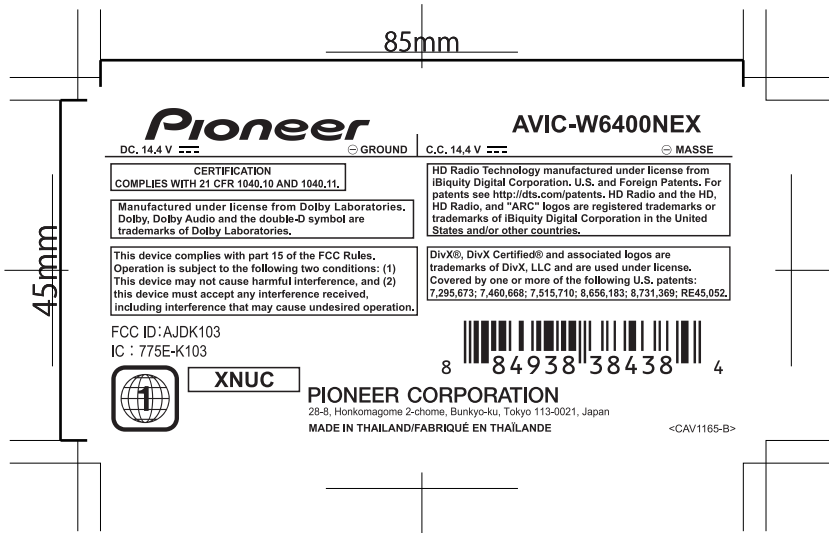 85mm
45mm
Pioneer
AVIC-W6400NEX
DC. 14.4 V ⊖ GROUND
C.C. 14,4 V ⊖ MASSE
CERTIFICATION
COMPLIES WITH 21 CFR 1040.10 AND 1040.11.
Manufactured under license from Dolby Laboratories.
Dolby, Dolby Audio and the double-D symbol are
trademarks of Dolby Laboratories.
This device complies with part 15 of the FCC Rules.
Operation is subject to the following two conditions: (1)
This device may not cause harmful interference, and (2)
this device must accept any interference received,
including interference that may cause undesired operation.
HD Radio Technology manufactured under license from
iBiquity Digital Corporation. U.S. and Foreign Patents. For
patents see http://dts.com/patents. HD Radio and the HD,
HD Radio, and "ARC" logos are registered trademarks or
trademarks of iBiquity Digital Corporation in the United
States and/or other countries.
DivX®, DivX Certified® and associated logos are
trademarks of DivX, LLC and are used under license.
Covered by one or more of the following U.S. patents:
7,295,673; 7,460,668; 7,515,710; 8,656,183; 8,731,369; RE45,052.
FCC ID:AJDK103
IC : 775E-K103
8 84938 38438 4
1
XNUC
PIONEER CORPORATION
28-8, Honkomagome 2-chome, Bunkyo-ku, Tokyo 113-0021, Japan
MADE IN THAILAND/FABRIQUÉ EN THAÏLANDE
<CAV1165-B>